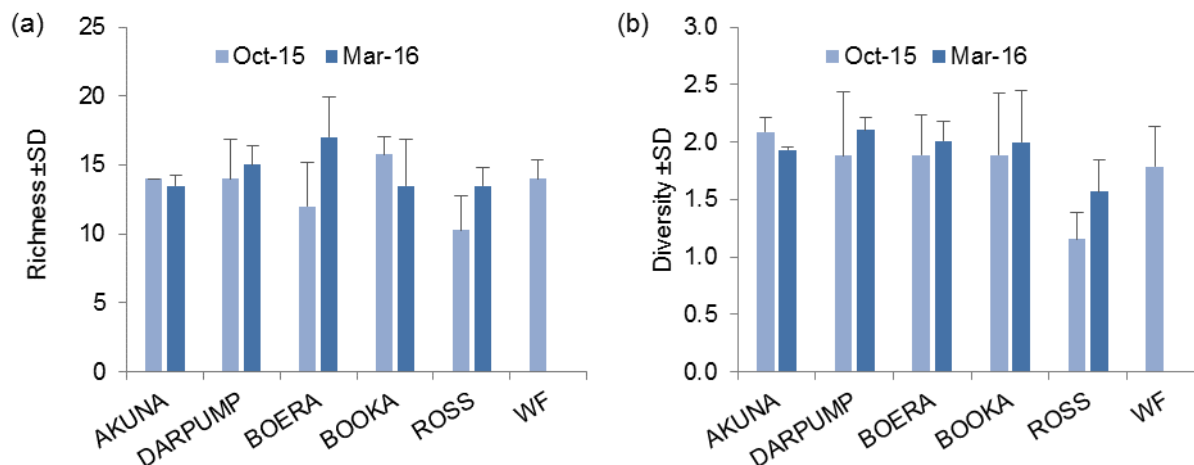 (a)
Richness ±SD
25
20
15
10
5
0
Oct-15 Mar-16
AKUNA DARPUMP BOERA BOOKA ROSS WF
(b)
Diversity ±SD
3.0
2.5
2.0
1.5
1.0
0.5
0.0
Oct-15 Mar-16
AKUNA DARPUMP BOERA BOOKA ROSS WF